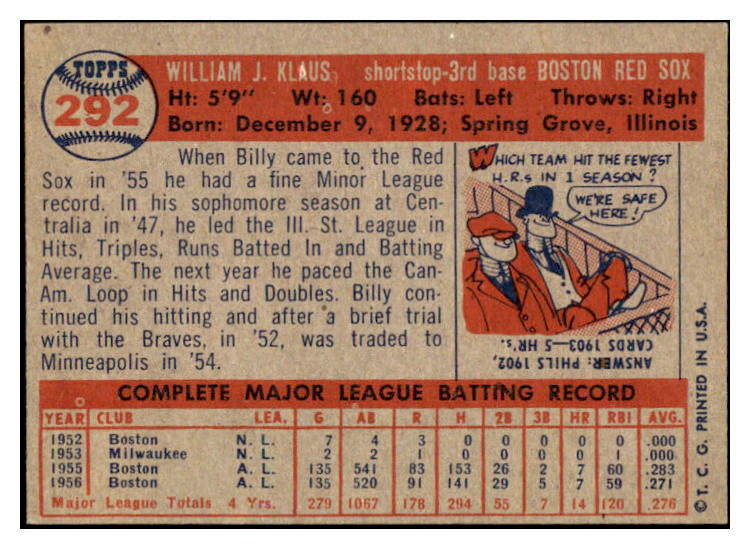 TOPPS
292
WILLIAM J. KLAUS, shortstop-3rd base BOSTON RED SOX
Ht: 5'9" Wt: 160 Bats: Left Throws: Right
Born: December 9, 1928; Spring Grove, Illinois
When Billy came to the Red
Sox in '55 he had a fine Minor League
record. In his sophomore season at Cen-
tralia in '47, he led the Ill. St. League in
Hits, Triples, Runs Batted In and Batting
Average. The next year he paced the Can-
Am. Loop in Hits and Doubles. Billy con-
tinued his hitting and after a brief trial
with the Braves, in '52, was traded to
Minneapolis in '54.
WHICH TEAM HIT THE FEWEST
H.R.s IN 1 SEASON?
WE'RE SAFE
HERE!
ANSWER: PHILS 1902,
CARDS 1903—5 HR's.
COMPLETE MAJOR LEAGUE BATTING RECORD
YEAR CLUB LEA. G AB R H 2B 3B HR RBI AVG.
1952 Boston N. L. 7 4 3 0 0 0 0 0 .000
1953 Milwaukee N. L. 2 2 1 0 0 0 0 1 .000
1955 Boston A. L. 135 541 83 153 26 2 7 60 .283
1956 Boston A. L. 135 520 91 141 29 5 7 59 .271
Major League Totals 4 Yrs. 279 1067 178 294 55 7 14 120 .276
© T. C. G. PRINTED IN U.S.A.